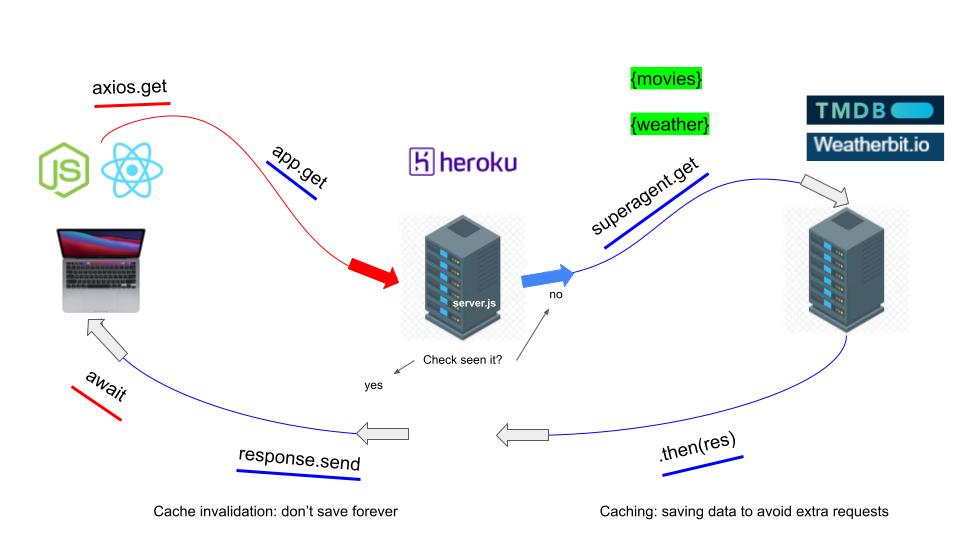 {movies}
axios.get
TMDB
{weather}
Weatherbit.io
app.get
heroku
superagent.get
JS
server.js
no
Check seen it?
yes
await
response.send
.then(res)
Cache invalidation: don't save forever
Caching: saving data to avoid extra requests